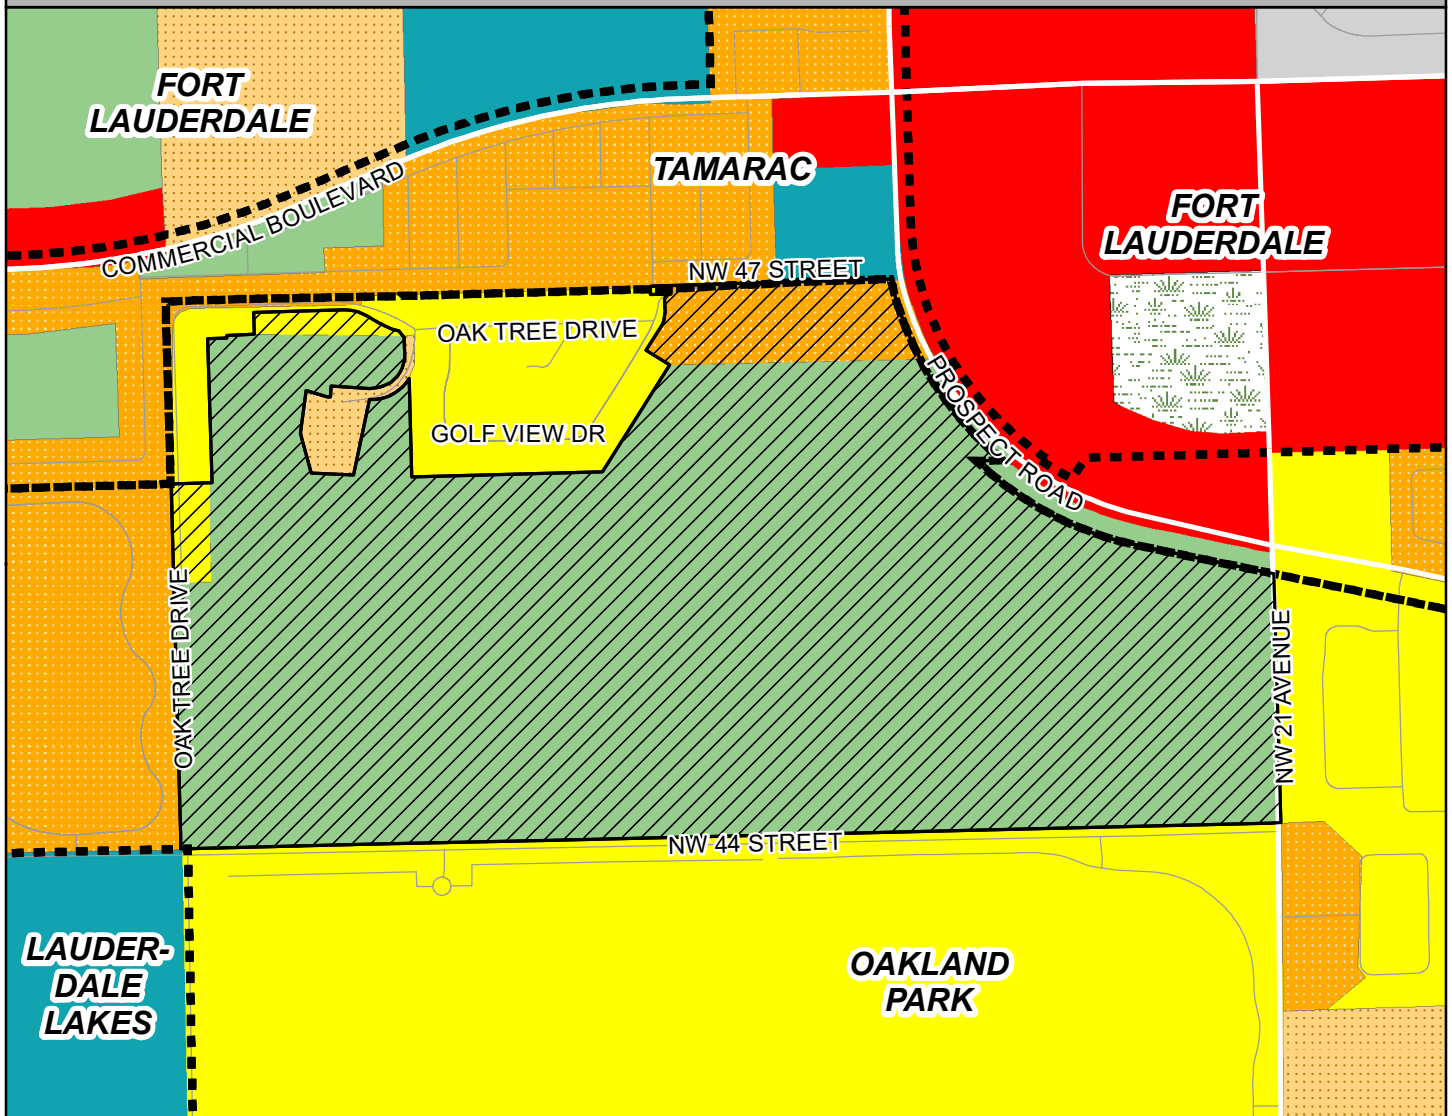 FORT
LAUDERDALE
COMMERCIAL BOULEVARD
TAMARAC
FORT
LAUDERDALE
NW 47 STREET
OAK TREE DRIVE
GOLF VIEW DR
PROSPECT ROAD
OAK TREE DRIVE
NW 21 AVENUE
NW 44 STREET
LAUDER-
DALE
LAKES
OAKLAND
PARK